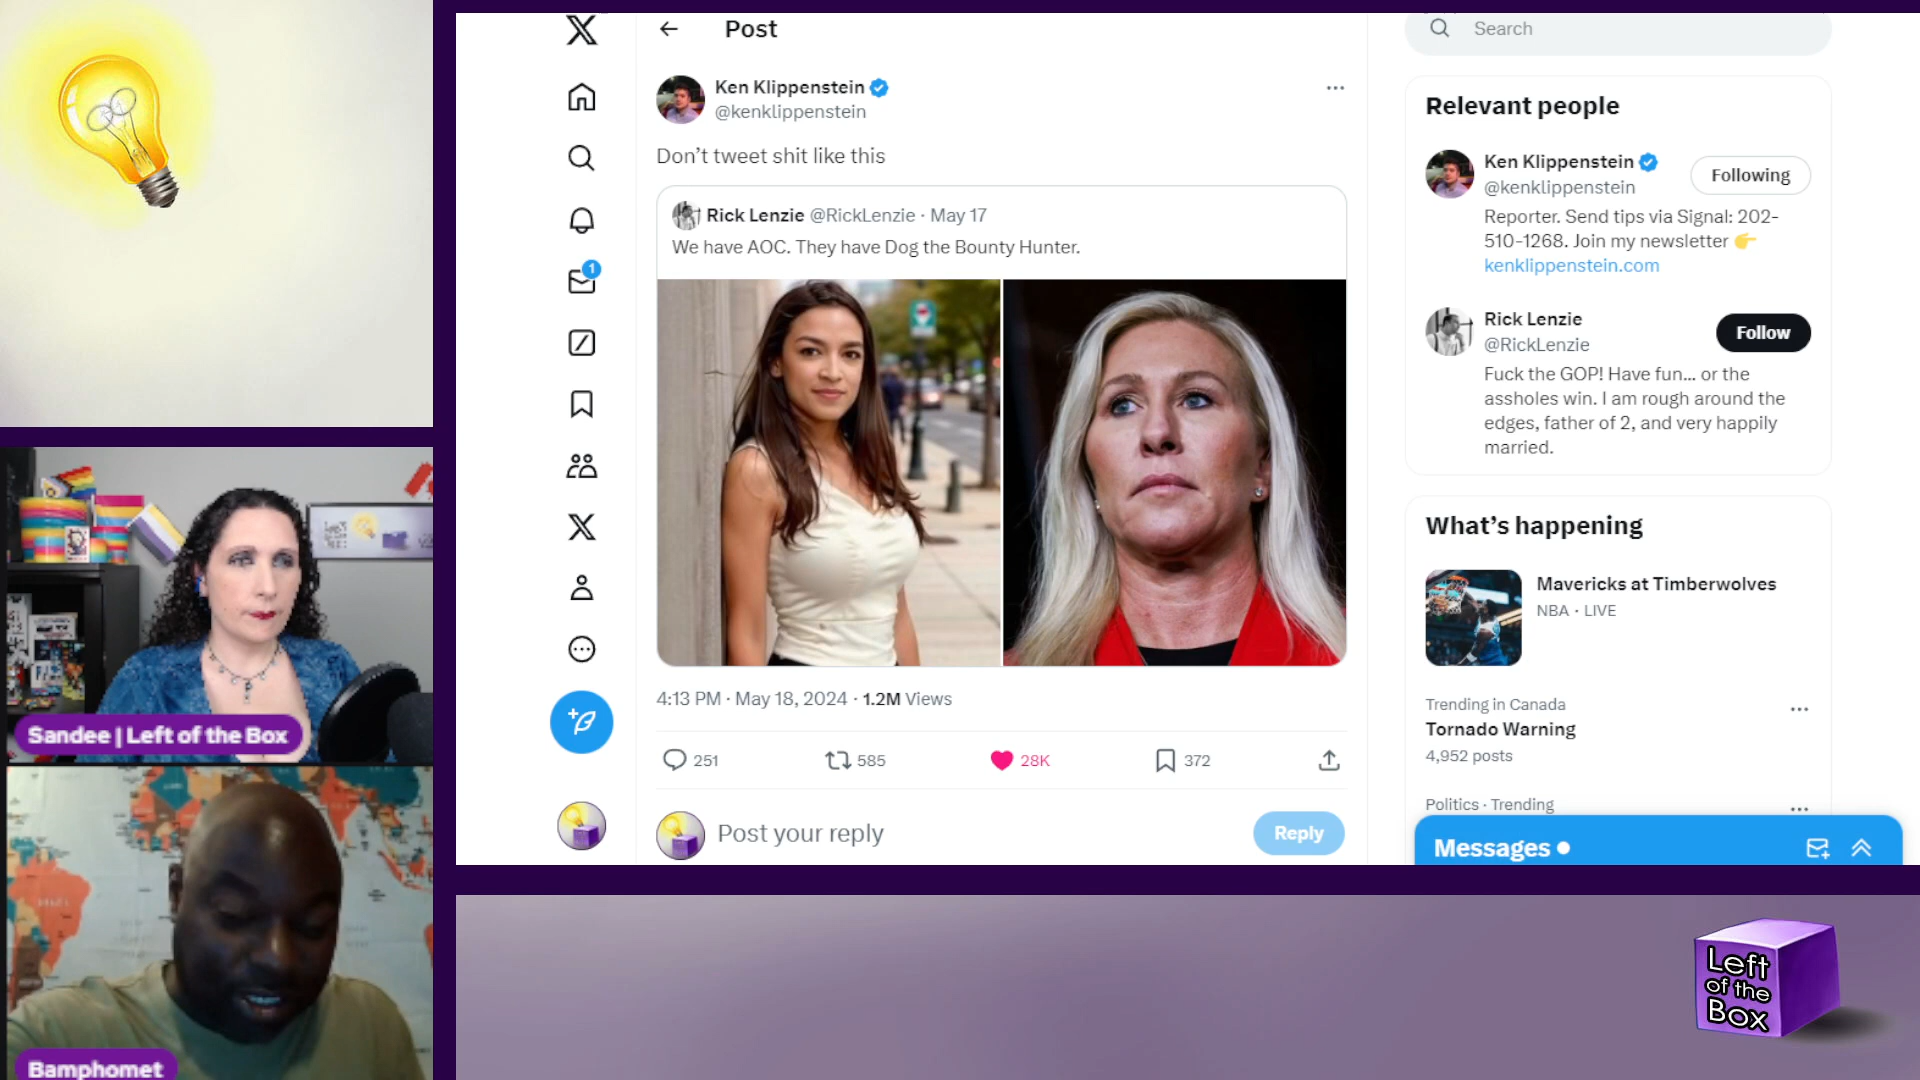 Post
Ken Klippenstein
@kenklippenstein
Don't tweet shit like this
Rick Lenzie @RickLenzie · May 17
We have AOC. They have Dog the Bounty Hunter.
4:13 PM · May 18, 2024 · 1.2M Views
251
585
28K
372
Post your reply
Reply
1
Search
Relevant people
Ken Klippenstein
@kenklippenstein
Following
Reporter. Send tips via Signal: 202-
510-1268. Join my newsletter 👉
kenklippenstein.com
Rick Lenzie
@RickLenzie
Follow
Fuck the GOP! Have fun... or the
assholes win. I am rough around the
edges, father of 2, and very happily
married.
What's happening
Mavericks at Timberwolves
NBA · LIVE
Trending in Canada
Tornado Warning
4,952 posts
Politics · Trending
Messages
Sandee | Left of the Box
Bamphomet
Left
of the
Box